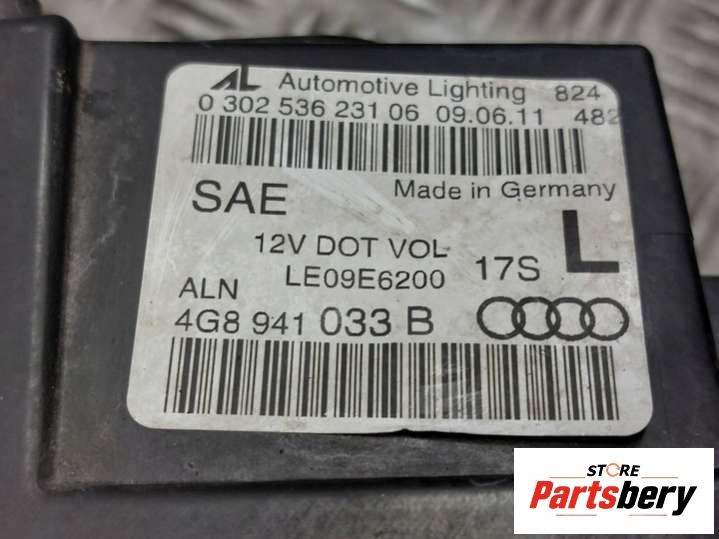 AL Automotive Lighting 824
0 302 536 231 06 09.06.11 482
SAE Made in Germany
12V DOT VOL L
LE09E6200 17S
ALN
4G8 941 033 B
STORE
Partsbery